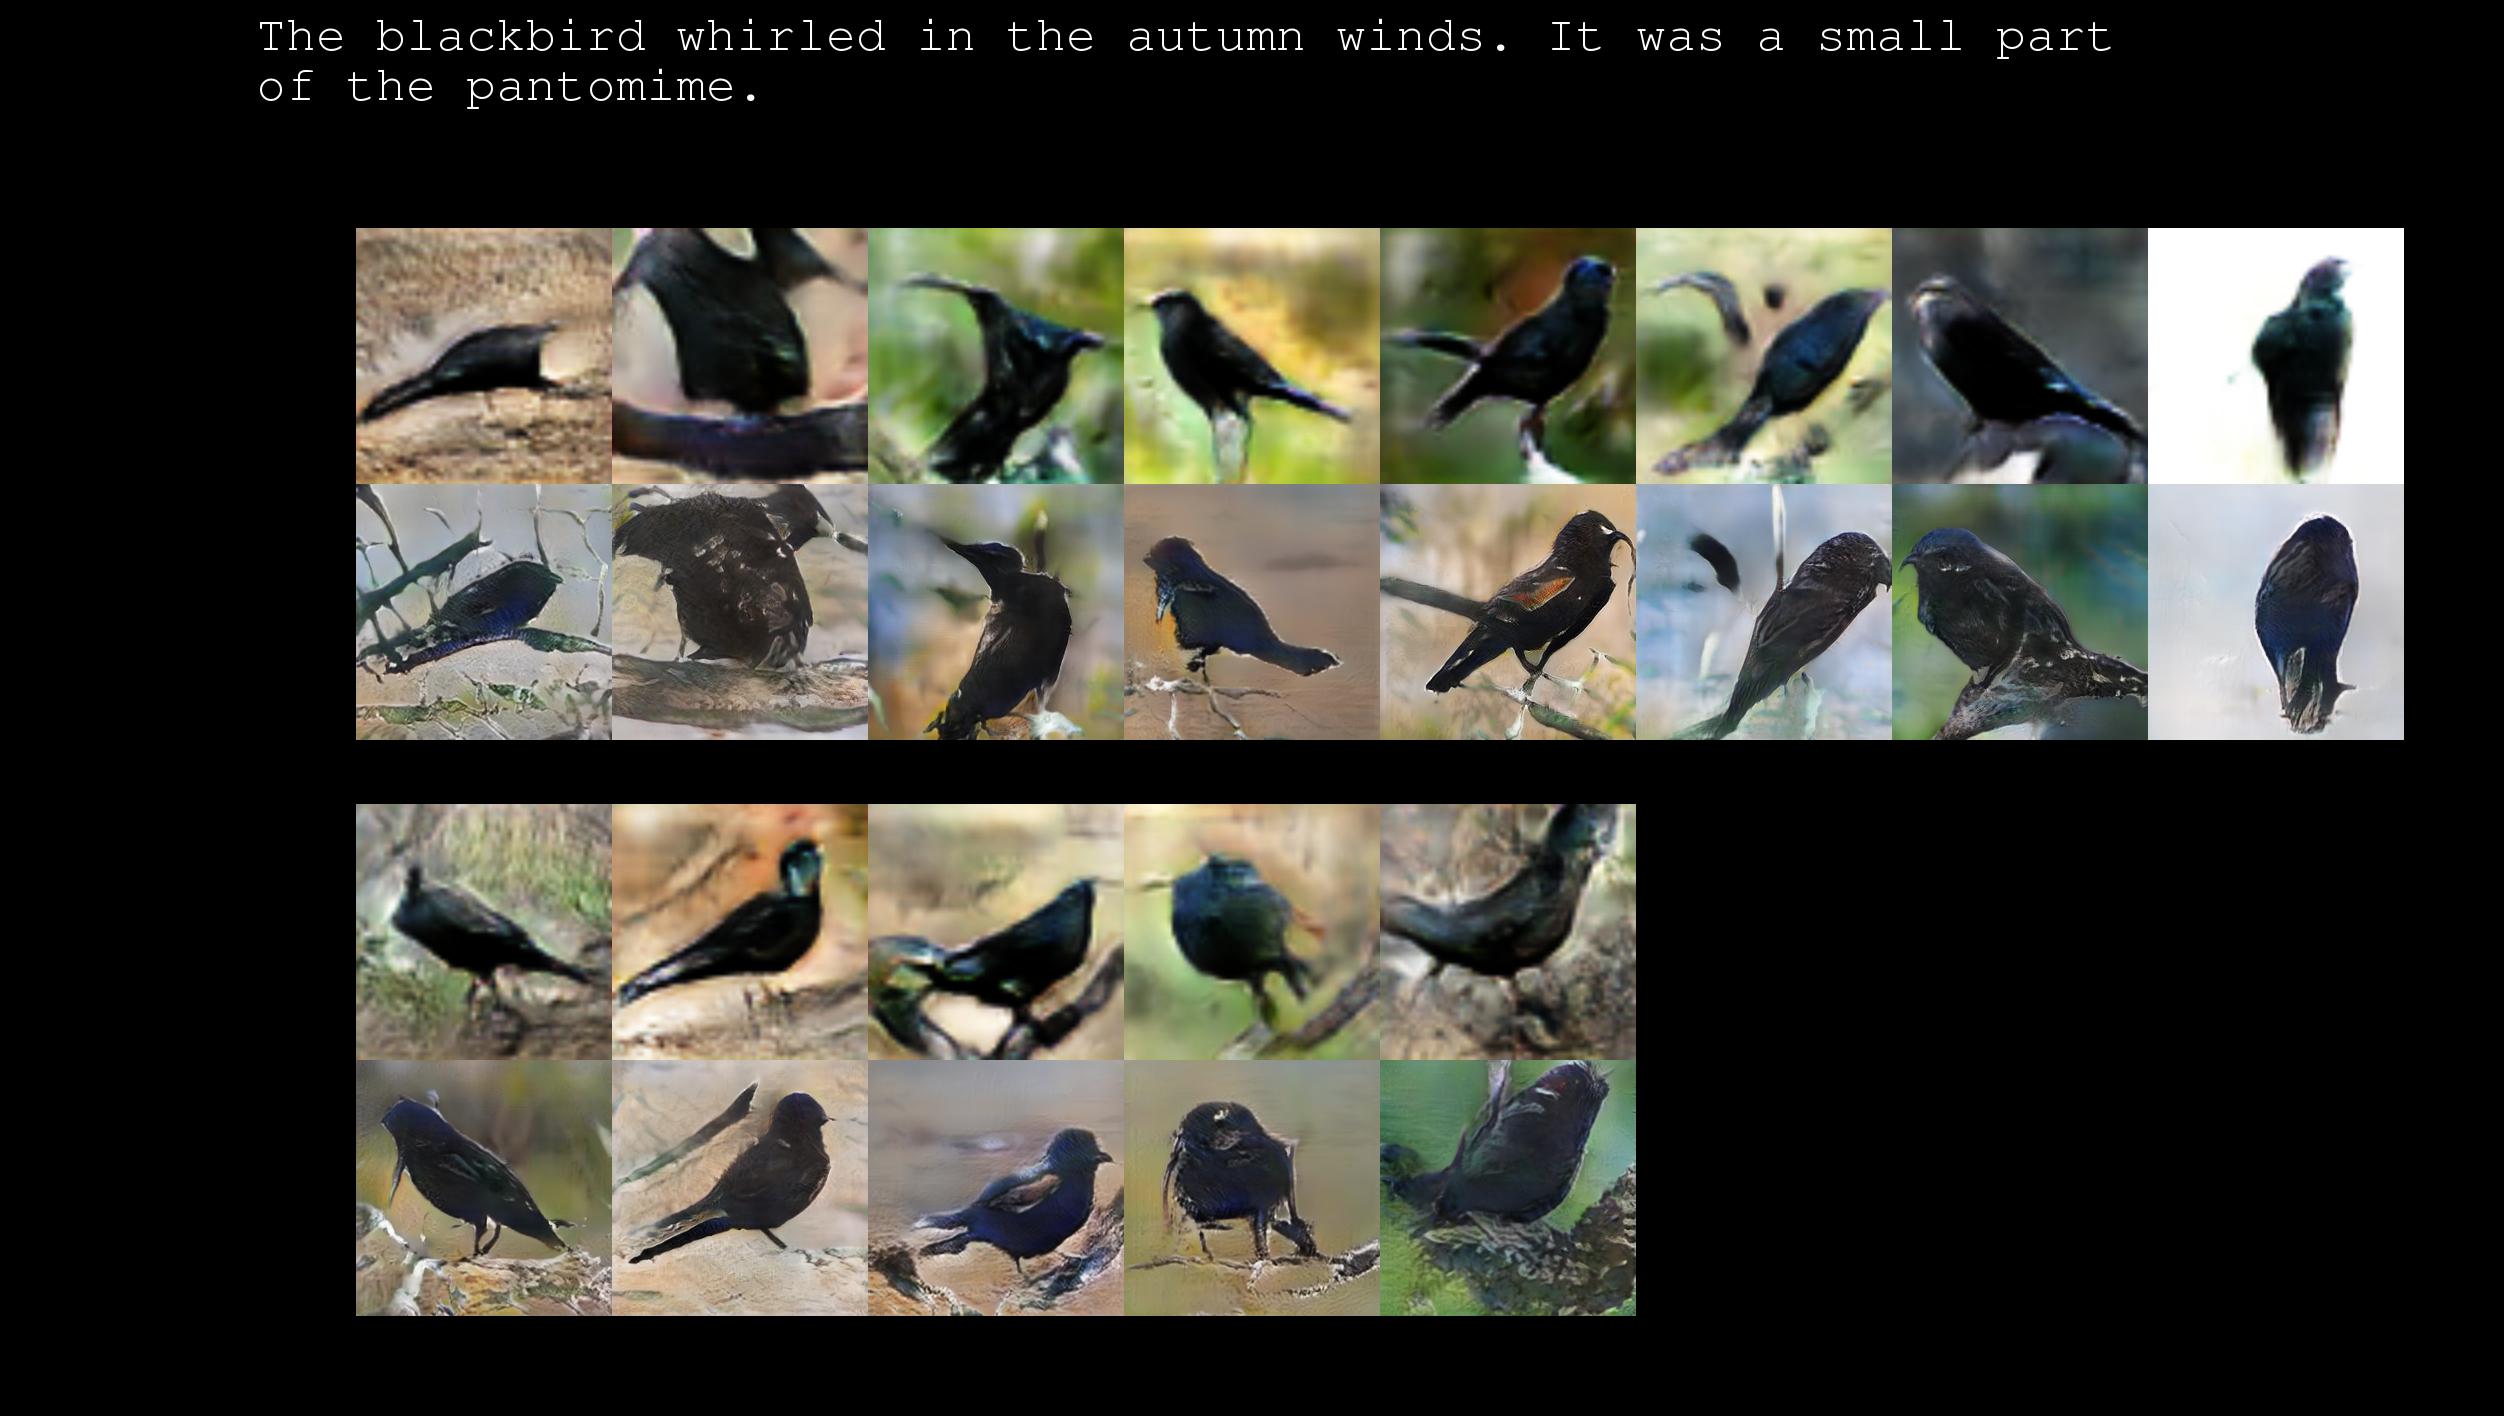 The blackbird whirled in the autumn winds. It was a small part
of the pantomime.